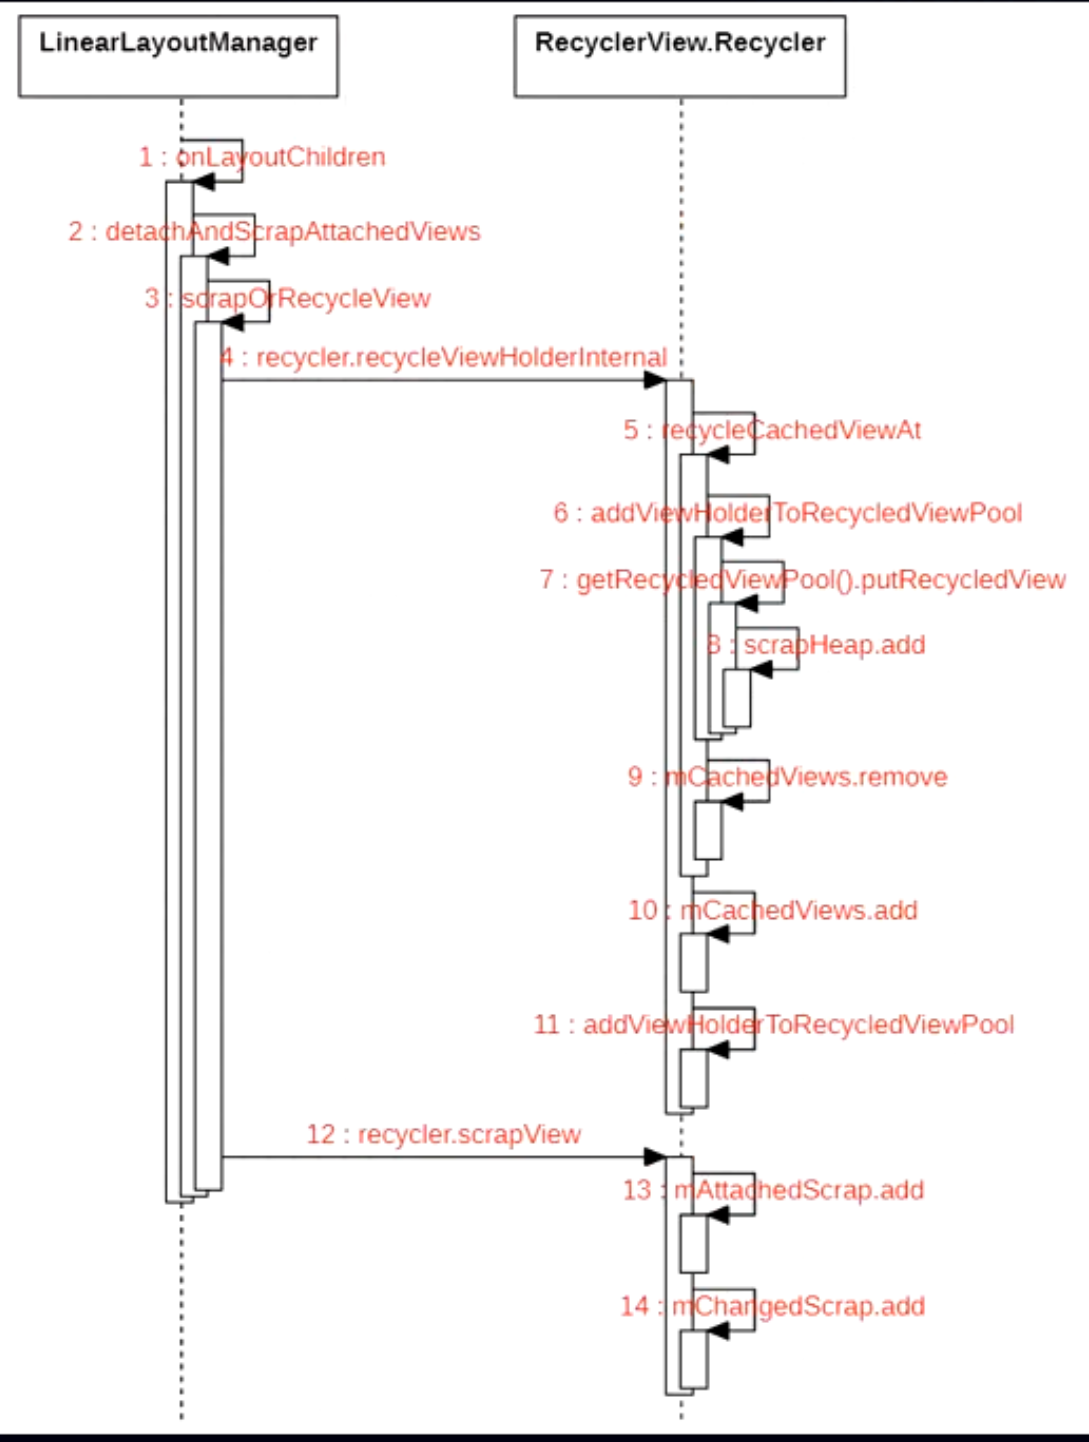 LinearLayoutManager
RecyclerView.Recycler
1 : onLayoutChildren
2 : detachAndScrapAttachedViews
3 : scrapOrRecycleView
4 : recycler.recycleViewHolderInternal
5 : recycleCachedViewAt
6 : addViewHolderToRecycledViewPool
7 : getRecycledViewPool().putRecycledView
8 : scrapHeap.add
9 : mCachedViews.remove
10 : mCachedViews.add
11 : addViewHolderToRecycledViewPool
12 : recycler.scrapView
13 : mAttachedScrap.add
14 : mChangedScrap.add